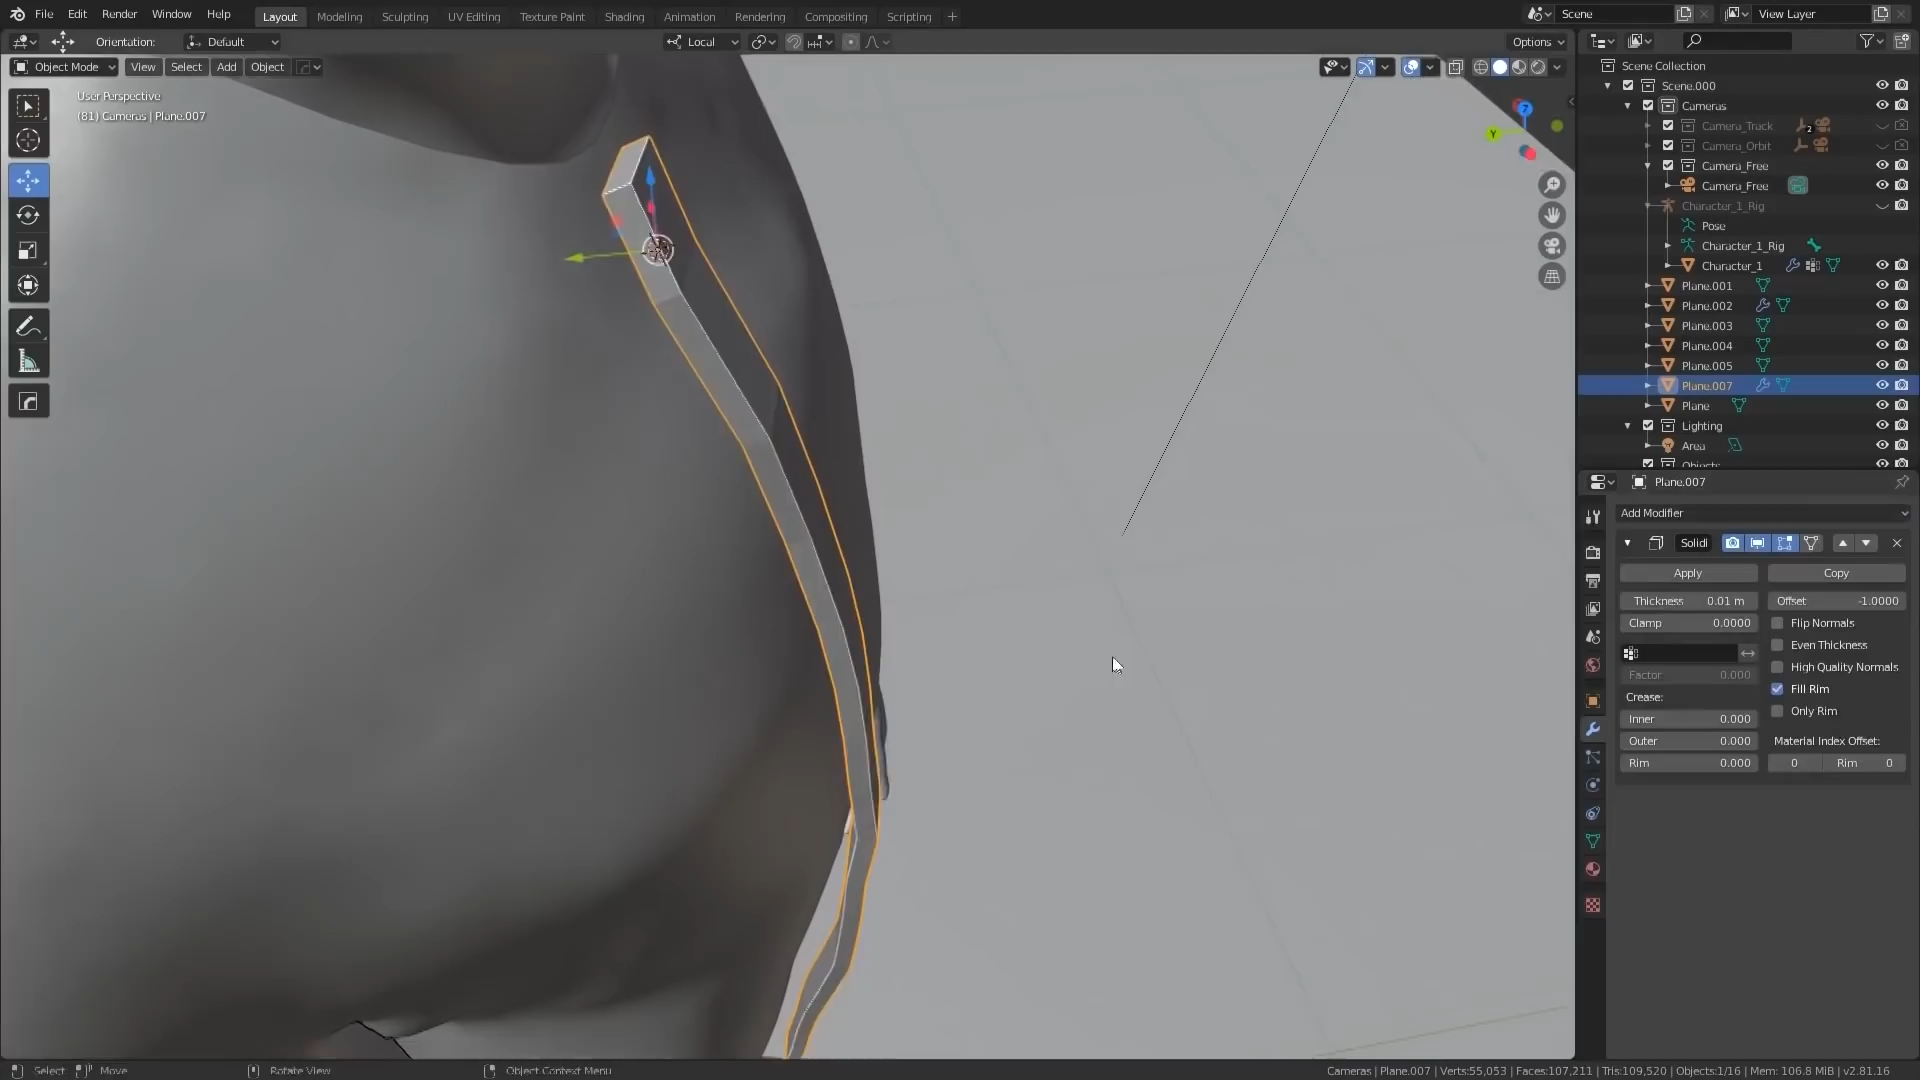 File Edit Render Window Help Layout Modeling Sculpting UV Editing Texture Paint Shading Animation Rendering Compositing Scripting + Scene View Layer
Orientation: Default Local Options
Object Mode View Select Add Object
User Perspective
(81) Cameras | Plane.007
Z
Y
Scene Collection
Scene.000
Cameras
Camera_Track 2
Camera_Orbit
Camera_Free
Camera_Free
Character_1_Rig
Pose
Character_1_Rig
Character_1
Plane.001
Plane.002
Plane.003
Plane.004
Plane.005
Plane.007
Plane
Lighting
Area
Objects
Plane.007
Add Modifier
Solidi
Apply Copy
Thickness 0.01 m Offset -1.0000
Clamp 0.0000 Flip Normals
Even Thickness
High Quality Normals
Factor 0.000
Fill Rim
Crease:
Only Rim
Inner 0.000
Outer 0.000 Material Index Offset:
Rim 0.000 0 Rim 0
Select Move Rotate View Object Context Menu Cameras | Plane.007 | Verts:55,053 | Faces:107,211 | Tris:109,520 | Objects:1/16 | Mem: 106.8 MiB | v2.81.16